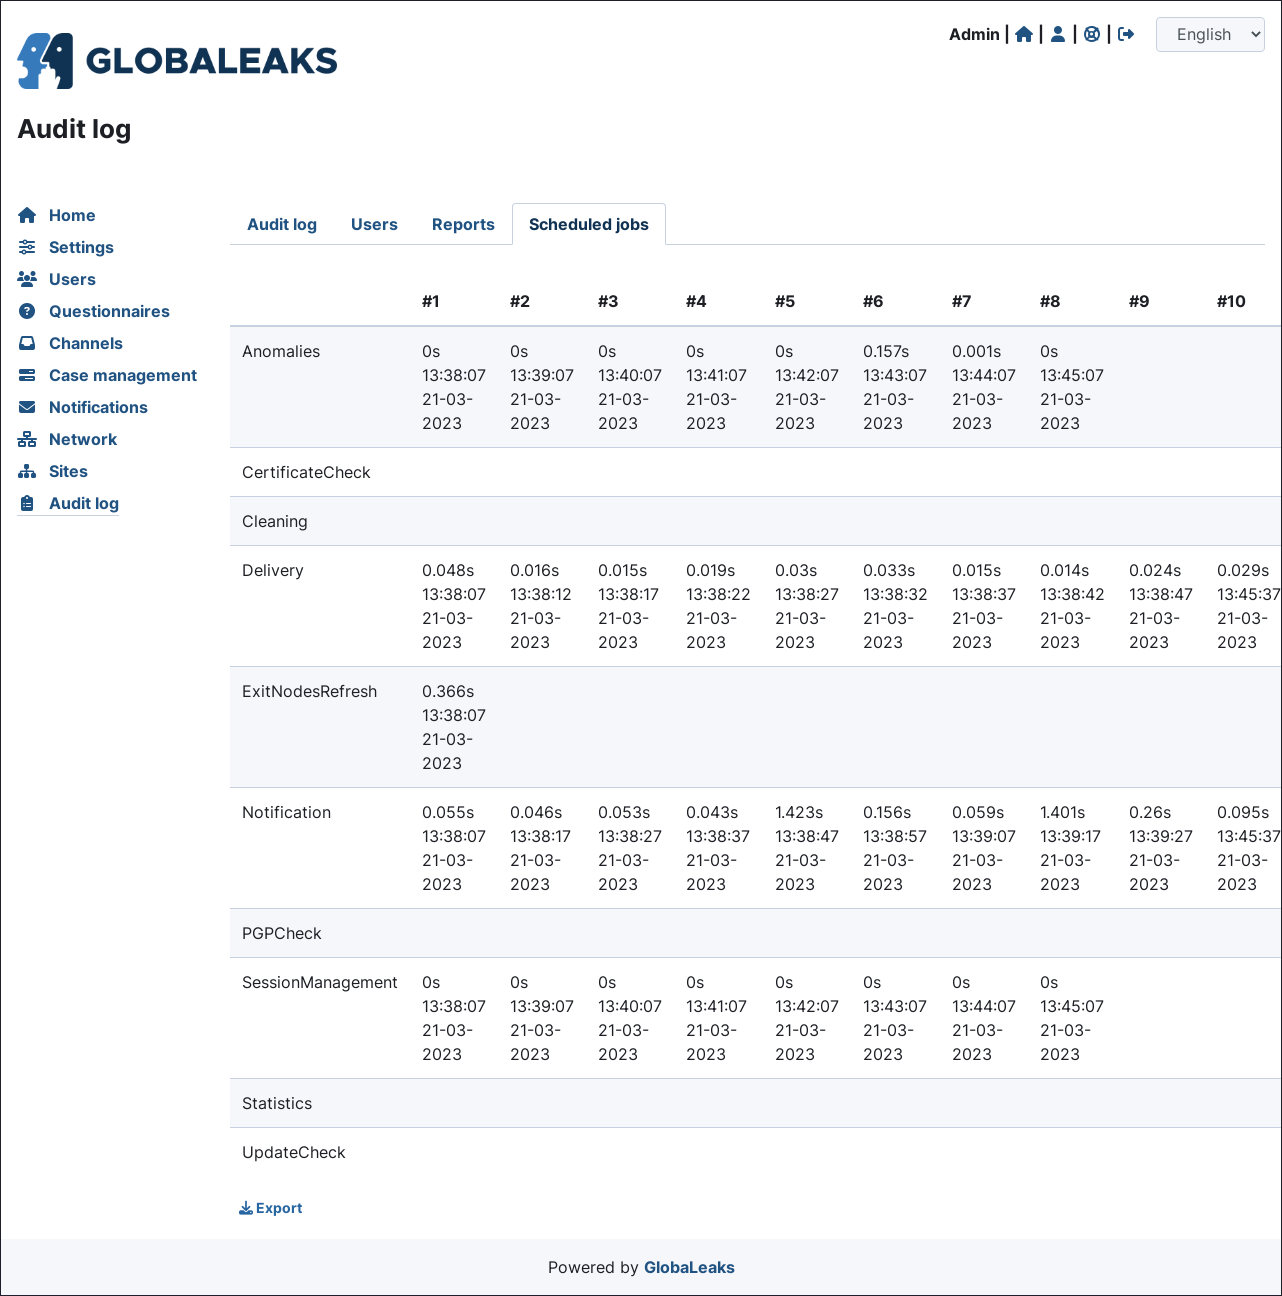 Admin | | | |
English
GLOBALEAKS
Audit log
Home
Settings
Users
Questionnaires
Channels
Case management
Notifications
Network
Sites
Audit log
Audit log Users Reports Scheduled jobs
#1 #2 #3 #4 #5 #6 #7 #8 #9 #10
Anomalies 0s 0s 0s 0s 0s 0.157s 0.001s 0s
13:38:07 13:39:07 13:40:07 13:41:07 13:42:07 13:43:07 13:44:07 13:45:07
21-03- 21-03- 21-03- 21-03- 21-03- 21-03- 21-03- 21-03-
2023 2023 2023 2023 2023 2023 2023 2023
CertificateCheck
Cleaning
Delivery 0.048s 0.016s 0.015s 0.019s 0.03s 0.033s 0.015s 0.014s 0.024s 0.029s
13:38:07 13:38:12 13:38:17 13:38:22 13:38:27 13:38:32 13:38:37 13:38:42 13:38:47 13:45:37
21-03- 21-03- 21-03- 21-03- 21-03- 21-03- 21-03- 21-03- 21-03- 21-03-
2023 2023 2023 2023 2023 2023 2023 2023 2023 2023
ExitNodesRefresh 0.366s
13:38:07
21-03-
2023
Notification 0.055s 0.046s 0.053s 0.043s 1.423s 0.156s 0.059s 1.401s 0.26s 0.095s
13:38:07 13:38:17 13:38:27 13:38:37 13:38:47 13:38:57 13:39:07 13:39:17 13:39:27 13:45:37
21-03- 21-03- 21-03- 21-03- 21-03- 21-03- 21-03- 21-03- 21-03- 21-03-
2023 2023 2023 2023 2023 2023 2023 2023 2023 2023
PGPCheck
SessionManagement 0s 0s 0s 0s 0s 0s 0s 0s
13:38:07 13:39:07 13:40:07 13:41:07 13:42:07 13:43:07 13:44:07 13:45:07
21-03- 21-03- 21-03- 21-03- 21-03- 21-03- 21-03- 21-03-
2023 2023 2023 2023 2023 2023 2023 2023
Statistics
UpdateCheck
Export
Powered by GlobaLeaks